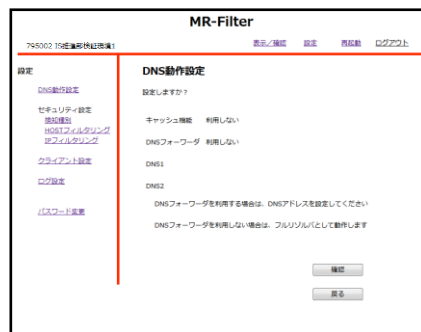 MR-Filter
795002 IS推進部検証環境1
表示/確認 設定 再起動 ログアウト
設定
DNS動作設定
セキュリティ設定
検知種別
HOSTフィルタリング
IPフィルタリング
クライアント設定
ログ設定
パスワード変更
DNS動作設定
設定しますか?
キャッシュ機能 利用しない
DNSフォワーダ 利用しない
DNS1
DNS2
DNSフォワーダを利用する場合は、DNSアドレスを設定してください
DNSフォワーダを利用しない場合は、フルリゾルバとして動作します
確認
戻る